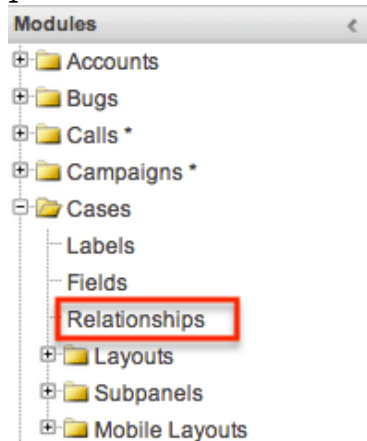 Modules
Accounts
Bugs
Calls *
Campaigns *
Cases
Labels
Fields
Relationships
Layouts
Subpanels
Mobile Layouts